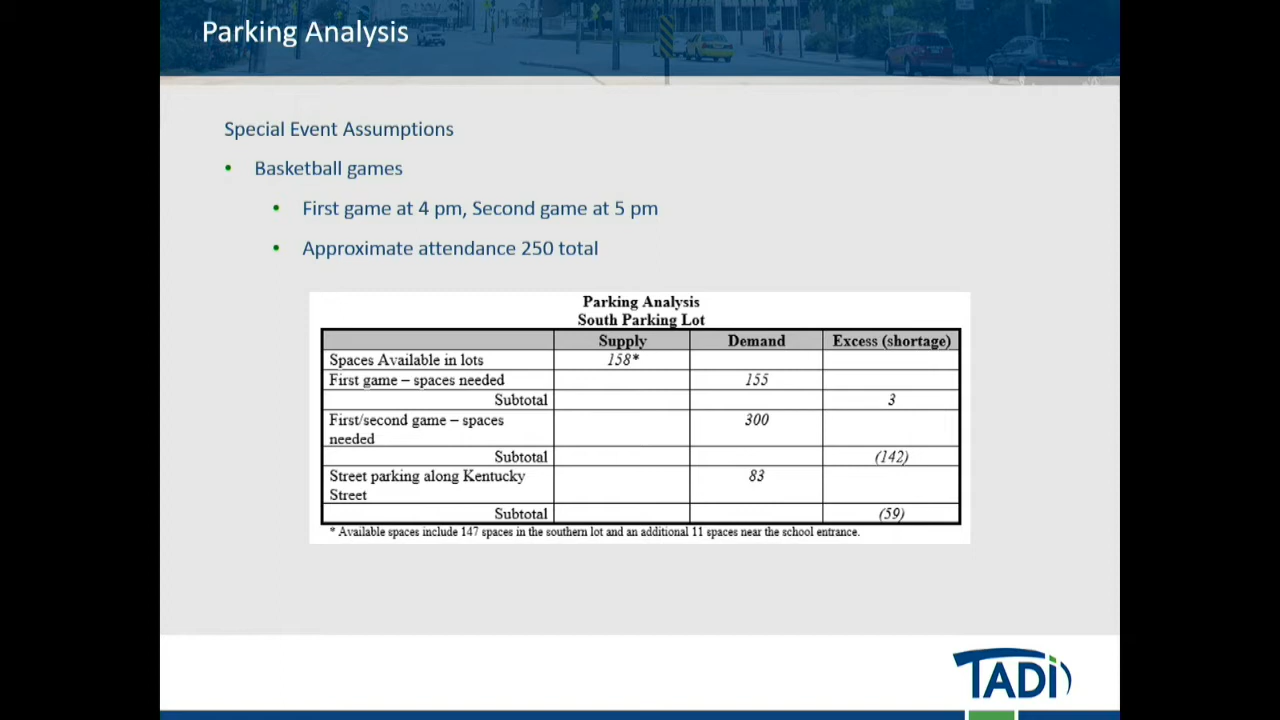 Parking Analysis
Special Event Assumptions
• Basketball games
• First game at 4 pm, Second game at 5 pm
• Approximate attendance 250 total
Parking Analysis
South Parking Lot
Supply Demand Excess (shortage)
Spaces Available in lots 158*
First game – spaces needed 155
Subtotal 3
First/second game – spaces 300
needed
Subtotal (142)
Street parking along Kentucky 83
Street
Subtotal (59)
* Available spaces include 147 spaces in the southern lot and an additional 11 spaces near the school entrance.
TADI